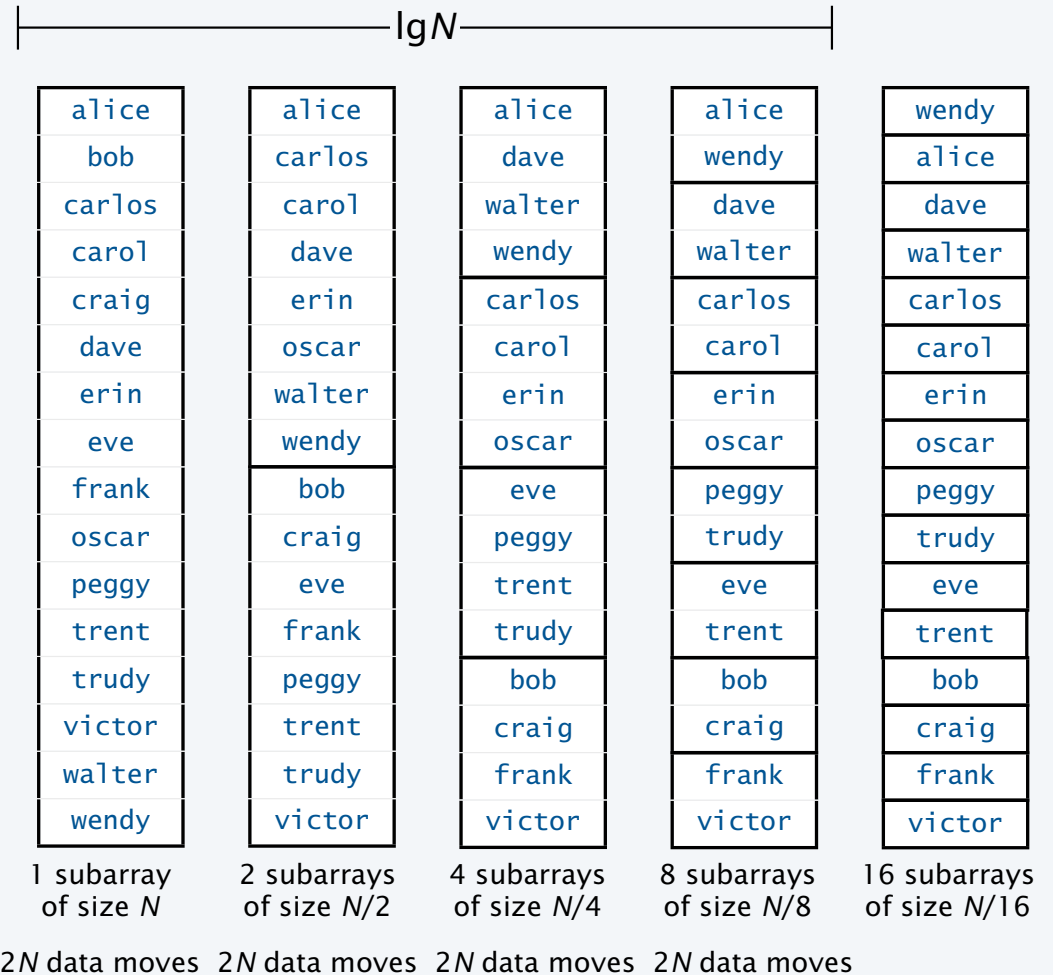 lgN
alice
bob
carlos
carol
craig
dave
erin
eve
frank
oscar
peggy
trent
trudy
victor
walter
wendy
1 subarray
of size N
2N data moves
alice
carlos
carol
dave
erin
oscar
walter
wendy
bob
craig
eve
frank
peggy
trent
trudy
victor
2 subarrays
of size N/2
2N data moves
alice
dave
walter
wendy
carlos
carol
erin
oscar
eve
peggy
trent
trudy
bob
craig
frank
victor
4 subarrays
of size N/4
2N data moves
alice
wendy
dave
walter
carlos
carol
erin
oscar
peggy
trudy
eve
trent
bob
craig
frank
victor
8 subarrays
of size N/8
2N data moves
wendy
alice
dave
walter
carlos
carol
erin
oscar
peggy
trudy
eve
trent
bob
craig
frank
victor
16 subarrays
of size N/16